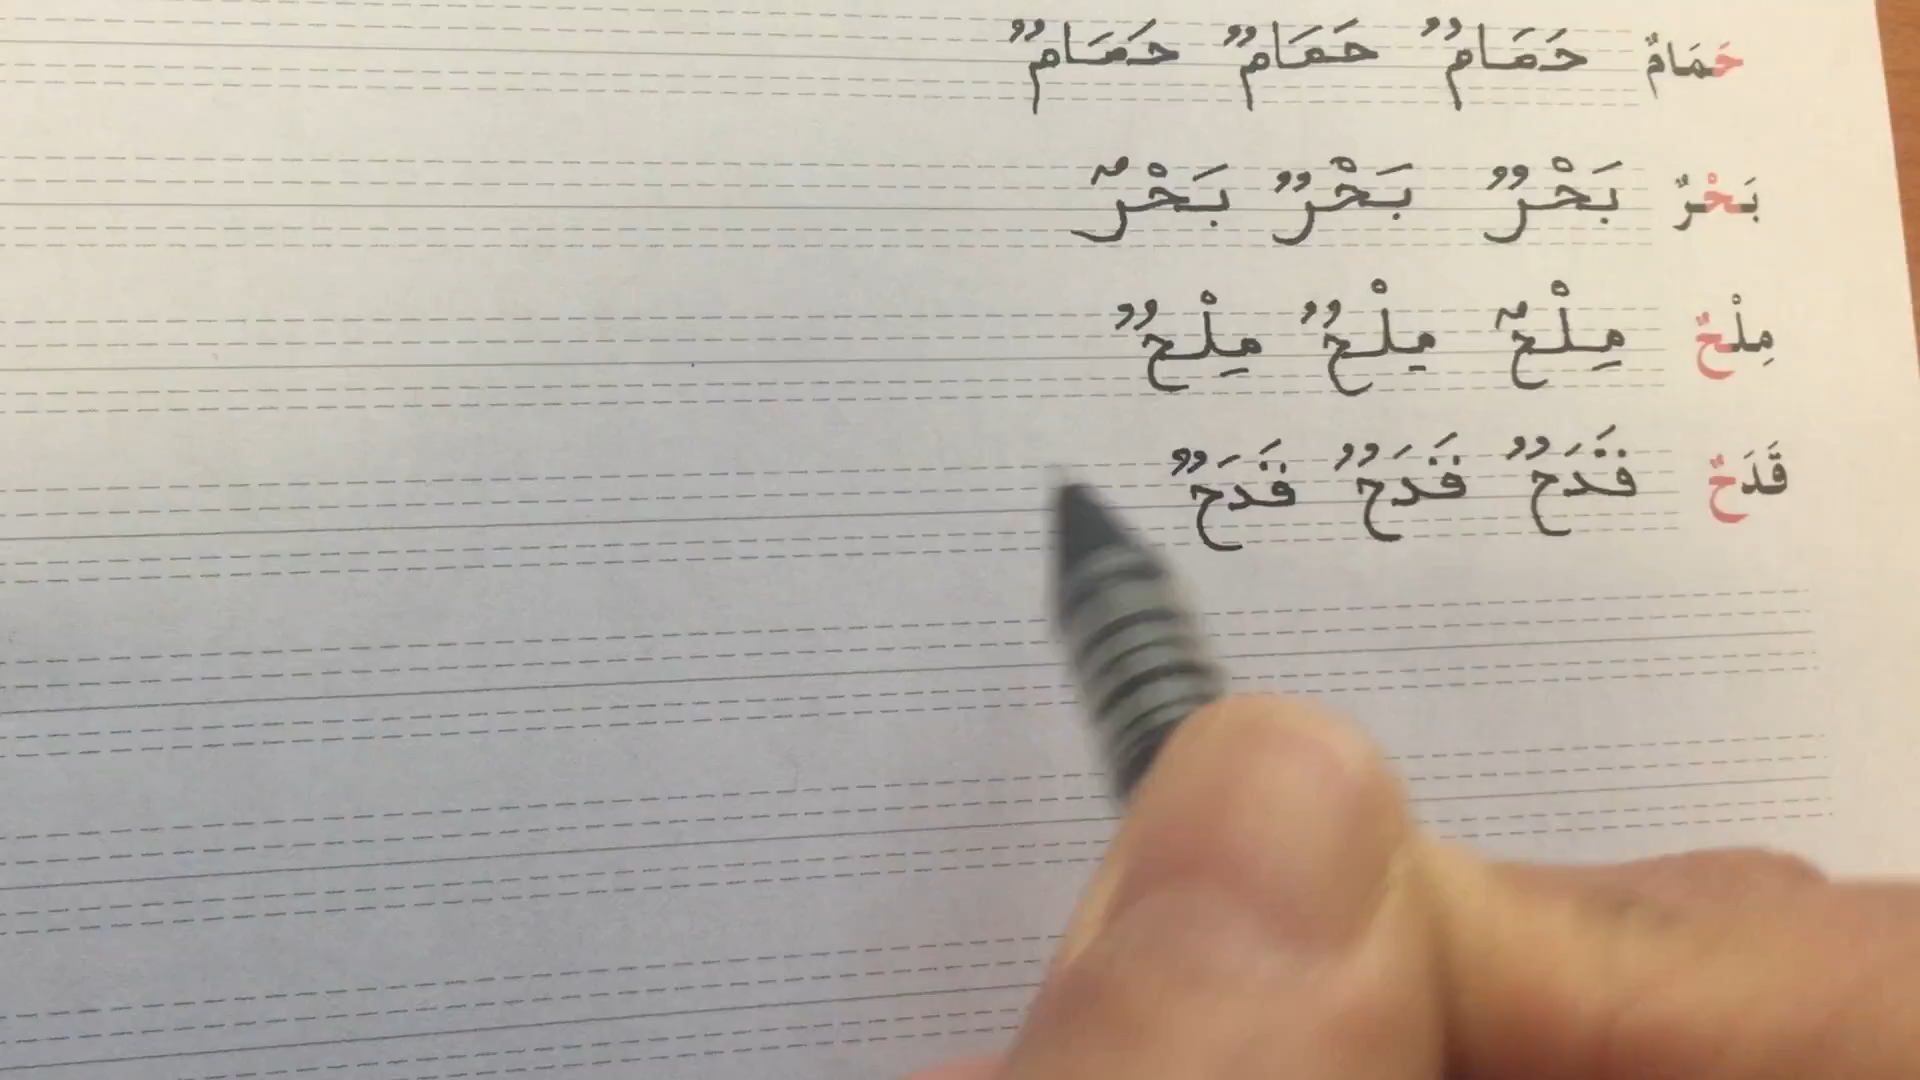 حَمَامٌ حَمَامٌ حَمَامٌ حَمَامٌ
بَحْرٌ بَحْرٌ بَحْرٌ بَحْرٌ
مِلْحٌ مِلْحٌ مِلْحٌ مِلْحٌ
قَدَحٌ قَدَحٌ قَدَحٌ قَدَحٌ